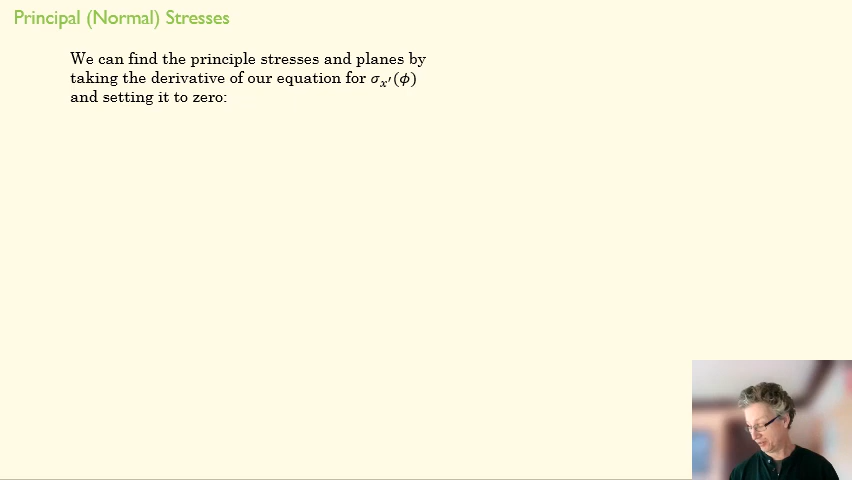 Principal (Normal) Stresses
We can find the principle stresses and planes by
taking the derivative of our equation for σₓ′(ϕ)
and setting it to zero: